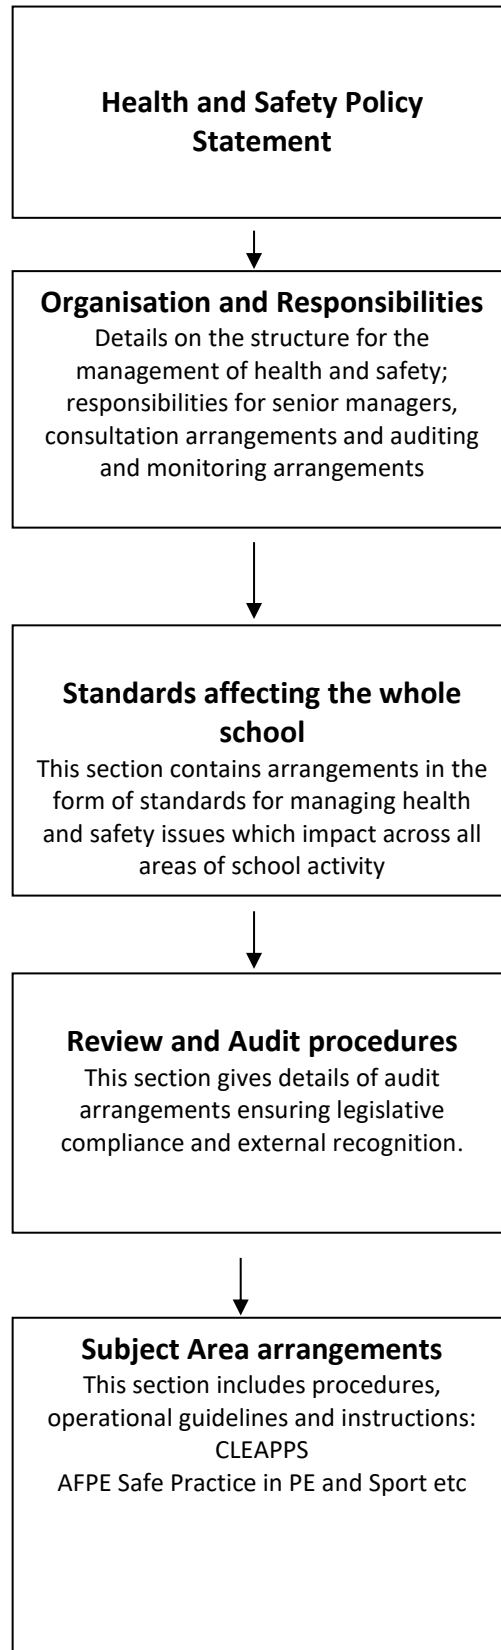 Health and Safety Policy
Statement
Organisation and Responsibilities
Details on the structure for the
management of health and safety;
responsibilities for senior managers,
consultation arrangements and auditing
and monitoring arrangements
Standards affecting the whole
school
This section contains arrangements in the
form of standards for managing health
and safety issues which impact across all
areas of school activity
Review and Audit procedures
This section gives details of audit
arrangements ensuring legislative
compliance and external recognition.
Subject Area arrangements
This section includes procedures,
operational guidelines and instructions:
CLEAPPS
AFPE Safe Practice in PE and Sport etc